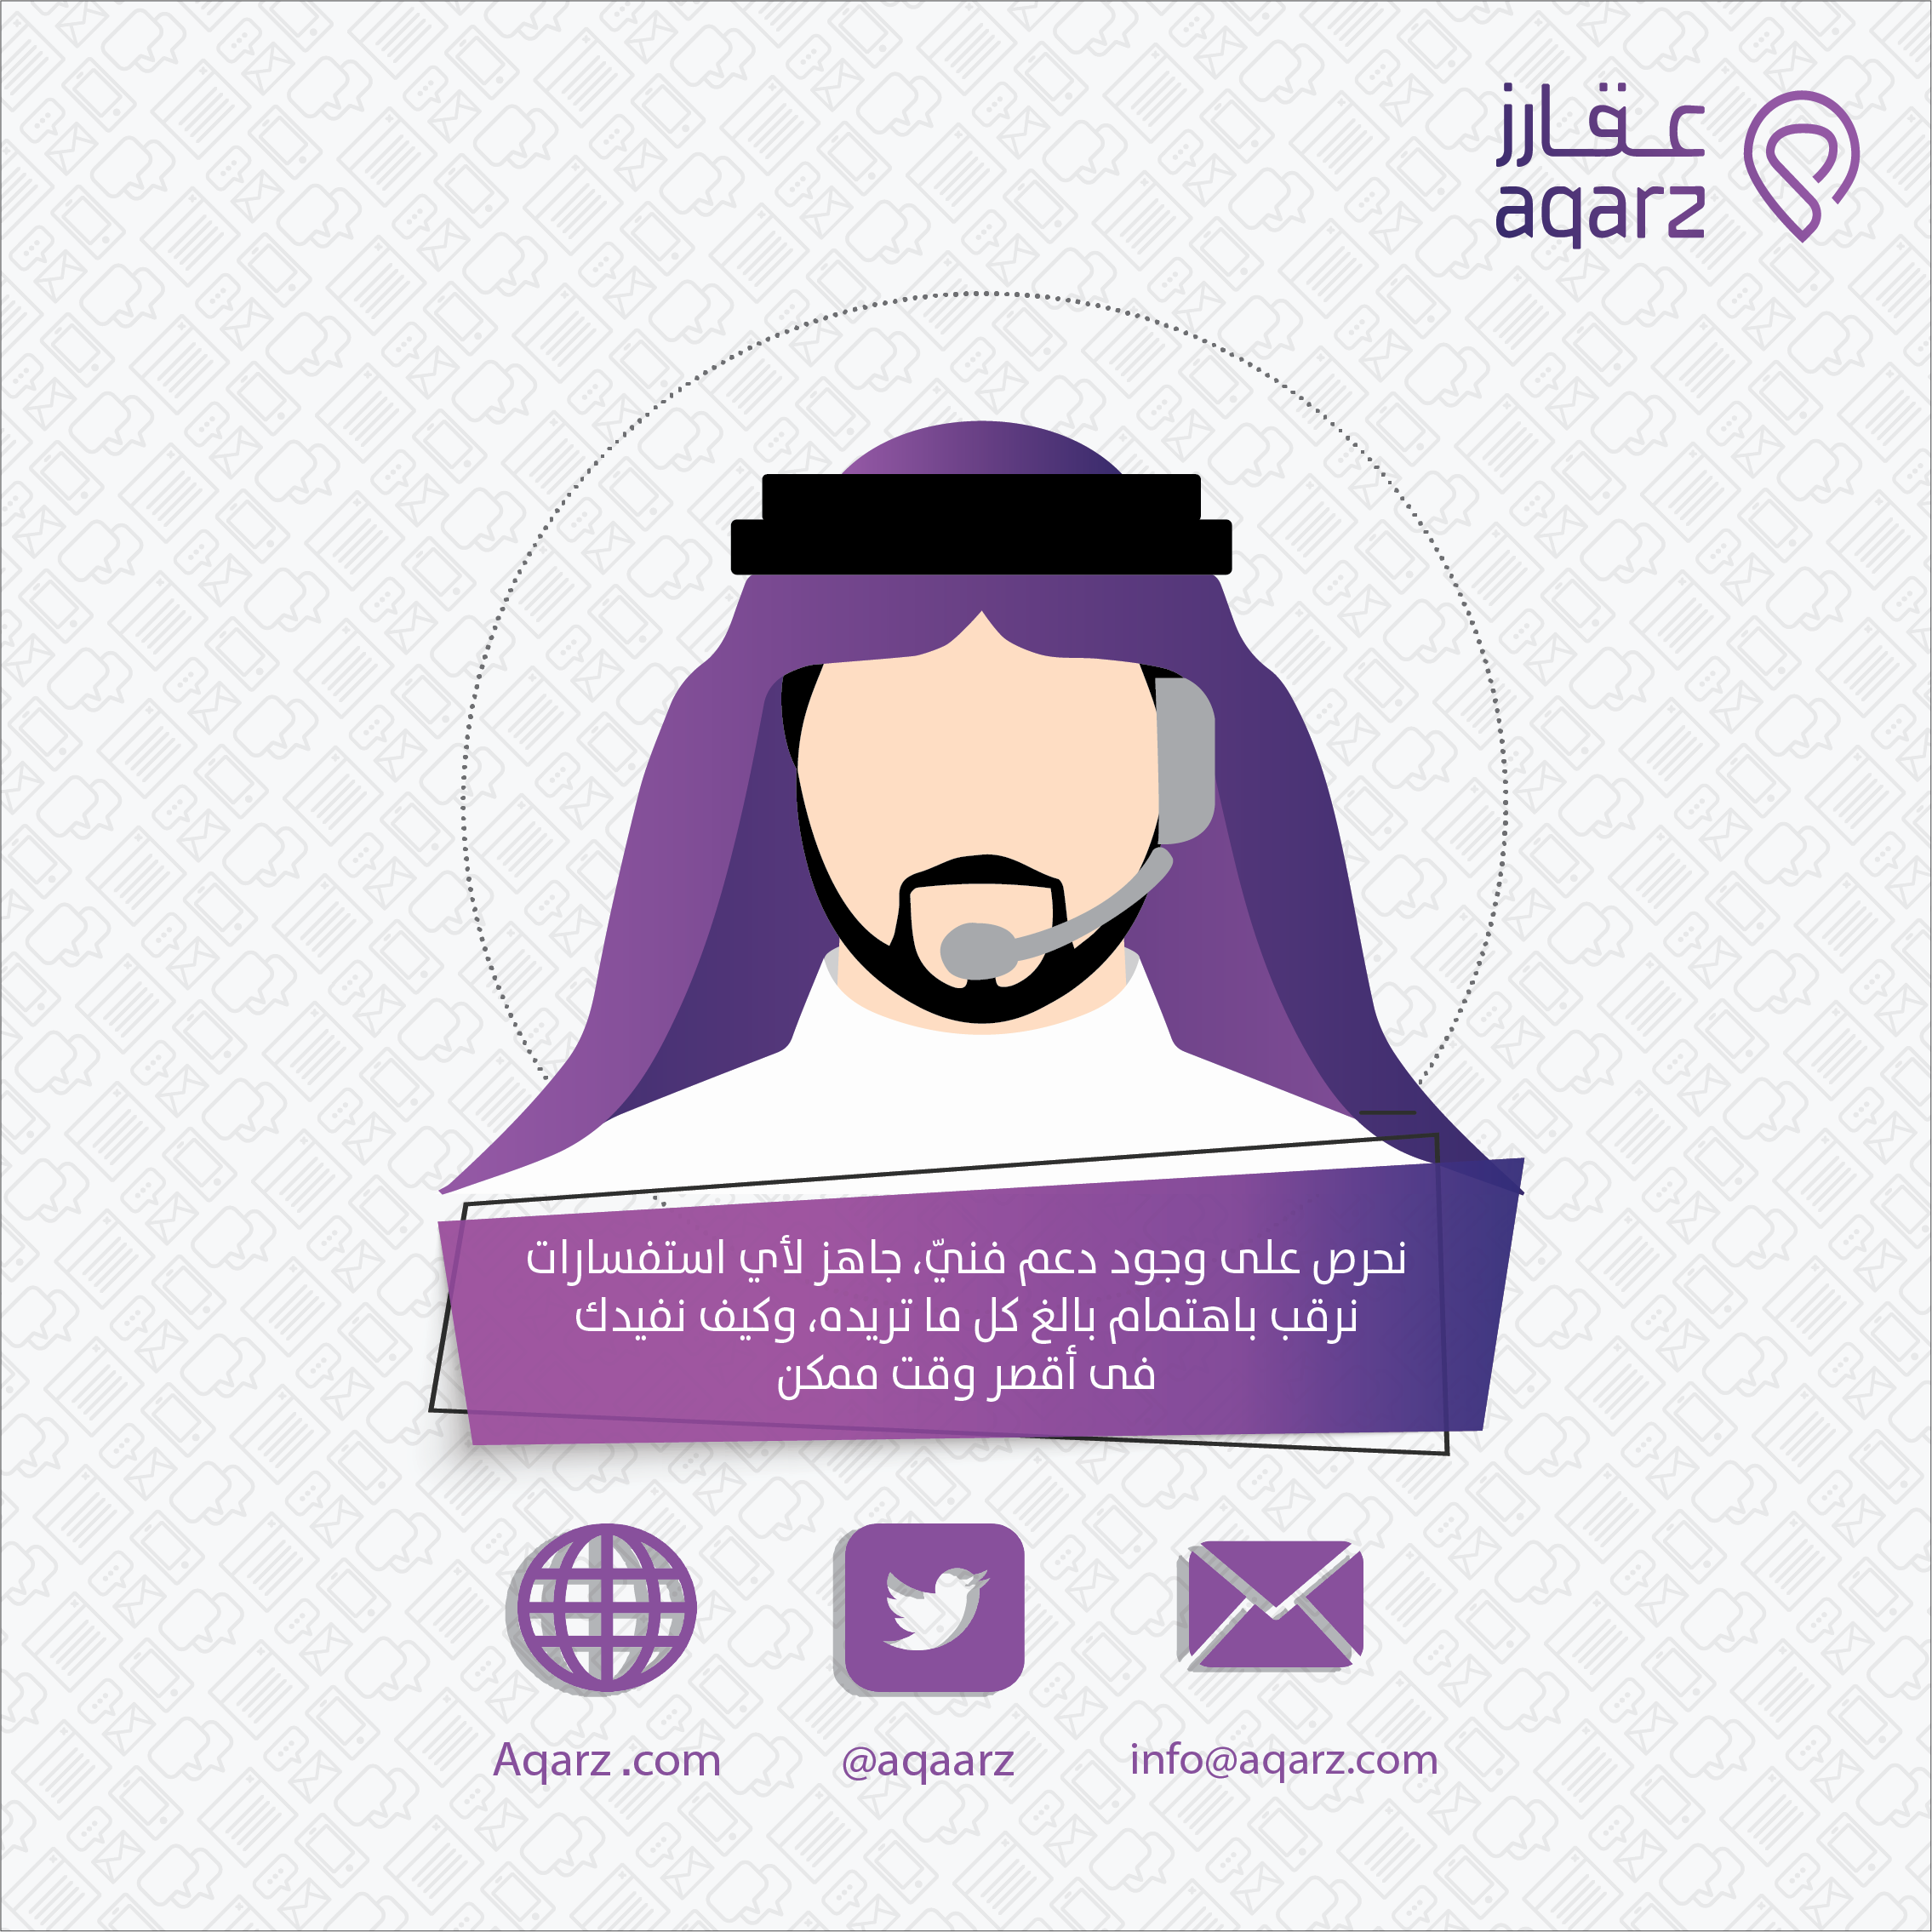 عقارز
aqarz
نحرص على وجود دعم فنيّ، جاهز لأي استفسارات
نرقب باهتمام بالغ كل ما تريده، وكيف نفيدك
فى أقصر وقت ممكن
Aqarz .com
@aqaarz
info@aqarz.com